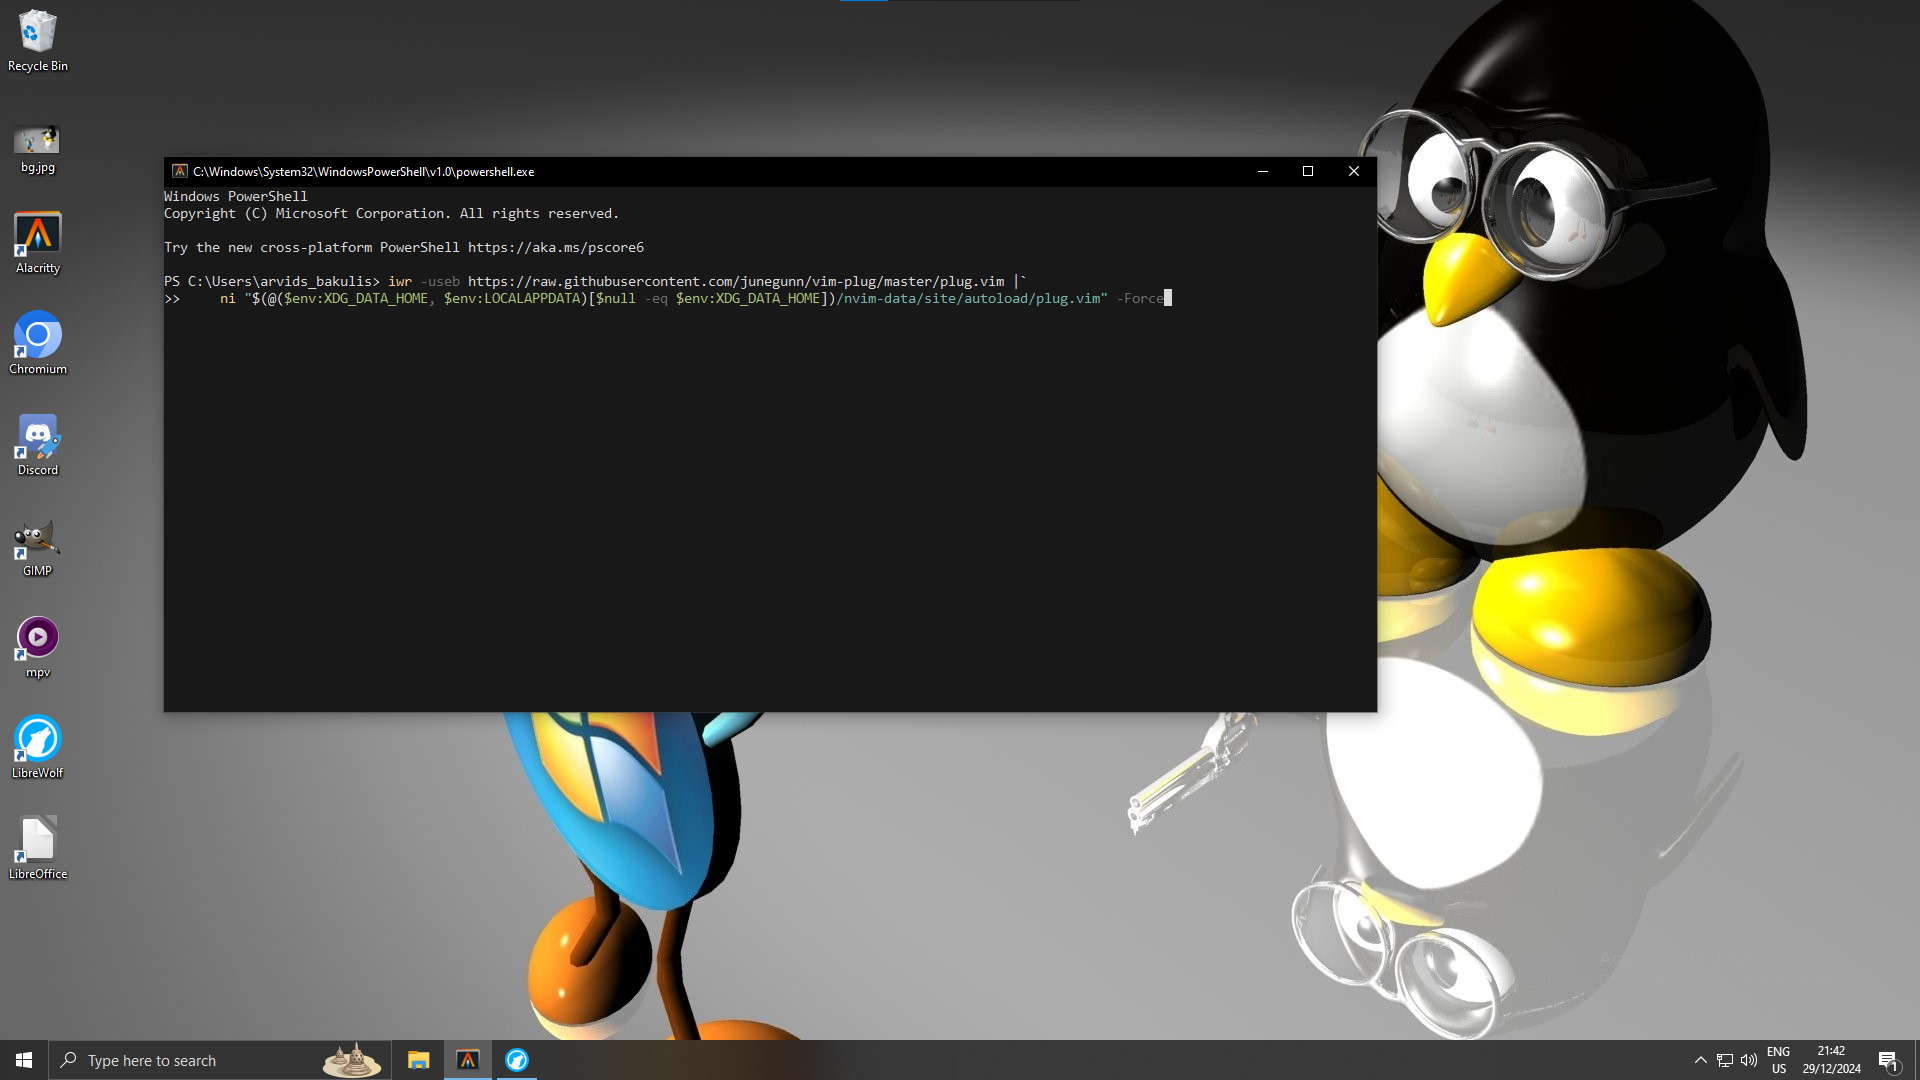 Recycle Bin
bg.jpg
Alacritty
Chromium
Discord
GIMP
mpv
LibreWolf
LibreOffice
C:\Windows\System32\WindowsPowerShell\v1.0\powershell.exe
Windows PowerShell
Copyright (C) Microsoft Corporation. All rights reserved.
Try the new cross-platform PowerShell https://aka.ms/pscore6
PS C:\Users\arvids_bakulis> iwr -useb https://raw.githubusercontent.com/junegunn/vim-plug/master/plug.vim |`
>>     ni "$(@($env:XDG_DATA_HOME, $env:LOCALAPPDATA)[$null -eq $env:XDG_DATA_HOME])/nvim-data/site/autoload/plug.vim" -Force
Type here to search
ENG
US
21:42
29/12/2024
1